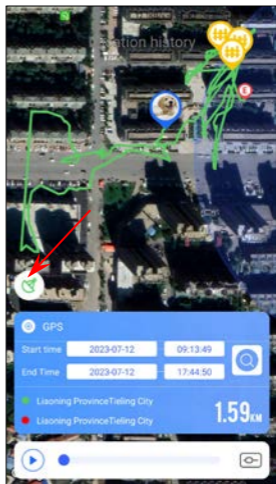 Location history
E
GPS
Start time 2023-07-12 09:13:49
End Time 2023-07-12 17:44:50
Liaoning ProvinceTieling City
Liaoning ProvinceTieling City
1.59KM